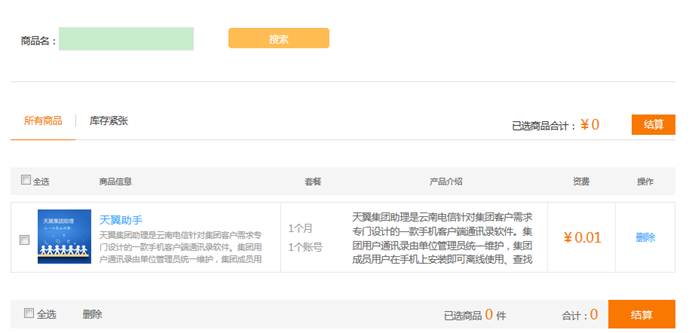 商品名：
搜索
所有商品 库存紧张
已选商品合计：￥0 结算
全选 商品信息 套餐 产品介绍 资费 操作
天翼集团助理
天翼助手
天翼集团助理是云南电信针对集团客户需求专
门设计的一款手机客户端通讯录软件。集团用
户通讯录由单位管理员统一维护，集团成员用
1个月
1个账号
天翼集团助理是云南电信针对集团客户需求
专门设计的一款手机客户端通讯录软件。集
团用户通讯录由单位管理员统一维护，集团
成员用户在手机上安装即可离线使用、查找
￥0.01
删除
全选 删除 已选商品 0 件 合计：0 结算